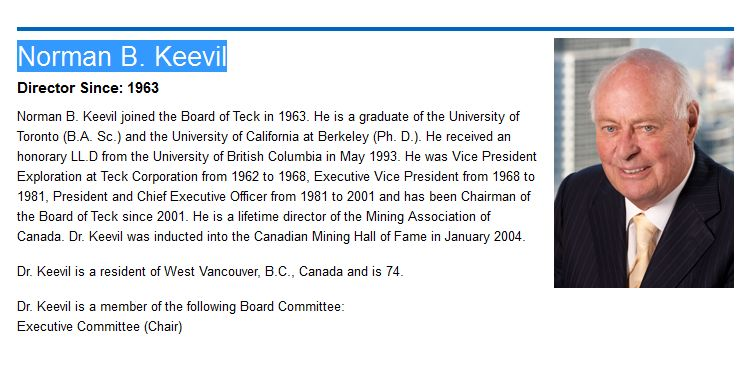 Norman B. Keevil
Director Since: 1963
Norman B. Keevil joined the Board of Teck in 1963. He is a graduate of the University of
Toronto (B.A. Sc.) and the University of California at Berkeley (Ph. D.). He received an
honorary LL.D from the University of British Columbia in May 1993. He was Vice President
Exploration at Teck Corporation from 1962 to 1968, Executive Vice President from 1968 to
1981, President and Chief Executive Officer from 1981 to 2001 and has been Chairman of
the Board of Teck since 2001. He is a lifetime director of the Mining Association of
Canada. Dr. Keevil was inducted into the Canadian Mining Hall of Fame in January 2004.
Dr. Keevil is a resident of West Vancouver, B.C., Canada and is 74.
Dr. Keevil is a member of the following Board Committee:
Executive Committee (Chair)